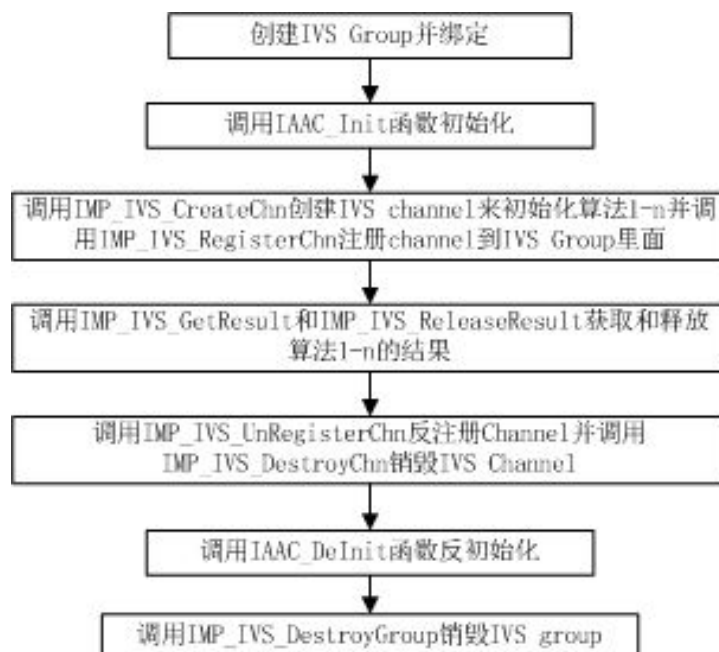 创建IVS Group并绑定
调用IAAC_Init函数初始化
调用IMP_IVS_CreateChn创建IVS channel来初始化算法1-n并调
用IMP_IVS_RegisterChn注册channel到IVS Group里面
调用IMP_IVS_GetResult和IMP_IVS_ReleaseResult获取和释放
算法1-n的结果
调用IMP_IVS_UnRegisterChn反注册Channel并调用
IMP_IVS_DestroyChn销毁IVS Channel
调用IAAC_DeInit函数反初始化
调用IMP_IVS_DestroyGroup销毁IVS group